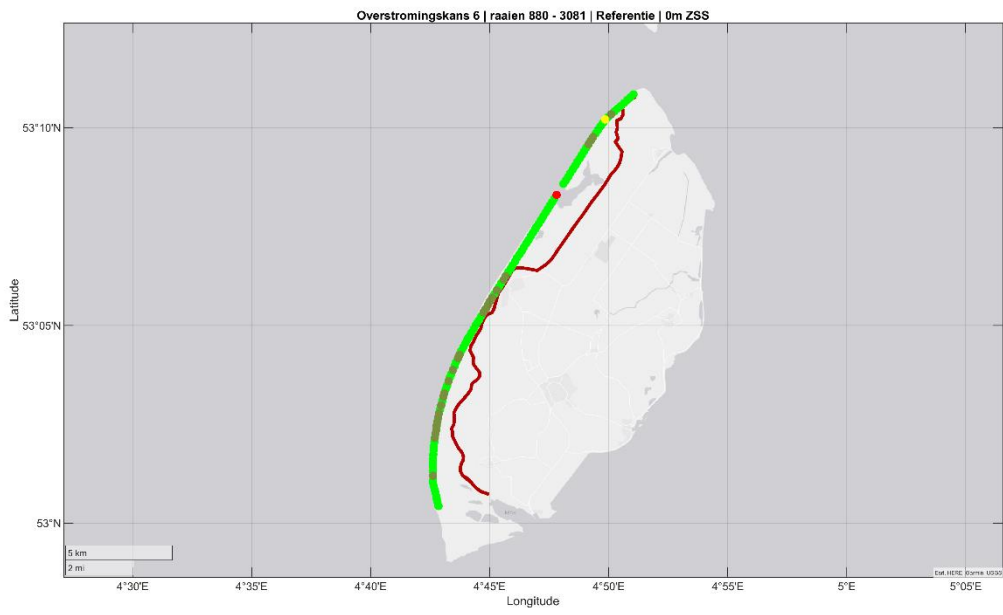 Overstromingskans 6 | raaien 880 - 3081 | Referentie | 0m ZSS
Latitude
53°10'N
53°05'N
53°N
5 km
2 mi
4°30'E
4°35'E
4°40'E
4°45'E
4°50'E
4°55'E
5°E
5°05'E
Longitude